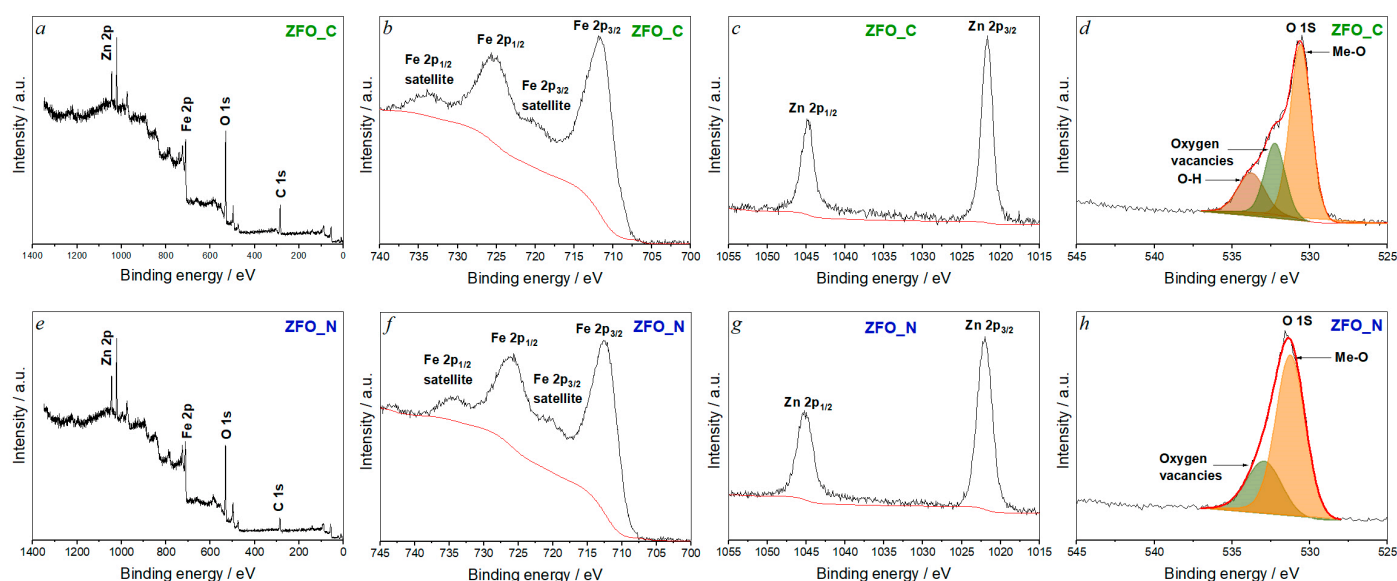 a
ZFO_C
Zn 2p
Fe 2p
O 1s
C 1s
Intensity / a.u.
1400 1200 1000 800 600 400 200 0
Binding energy / eV
b
Fe 2p3/2
ZFO_C
Fe 2p1/2
Fe 2p1/2
satellite
Fe 2p3/2
satellite
Intensity / a.u.
740 735 730 725 720 715 710 705 700
Binding energy / eV
c
ZFO_C
Zn 2p3/2
Zn 2p1/2
Intensity / a.u.
1055 1050 1045 1040 1035 1030 1025 1020 1015
Binding energy / eV
d
O 1S
ZFO_C
Me-O
Oxygen
vacancies
O-H
Intensity / a.u.
545 540 535 530 525
Binding energy / eV
e
ZFO_N
Zn 2p
Fe 2p
O 1s
C 1s
Intensity / a.u.
1400 1200 1000 800 600 400 200 0
Binding energy / eV
f
Fe 2p3/2
ZFO_N
Fe 2p1/2
Fe 2p1/2
satellite
Fe 2p3/2
satellite
Intensity / a.u.
745 740 735 730 725 720 715 710 705 700
Binding energy / eV
g
ZFO_N
Zn 2p3/2
Zn 2p1/2
Intensity / a.u.
1055 1050 1045 1040 1035 1030 1025 1020 1015
Binding energy / eV
h
O 1S
ZFO_N
Me-O
Oxygen
vacancies
Intensity / a.u.
545 540 535 530 525
Binding energy / eV